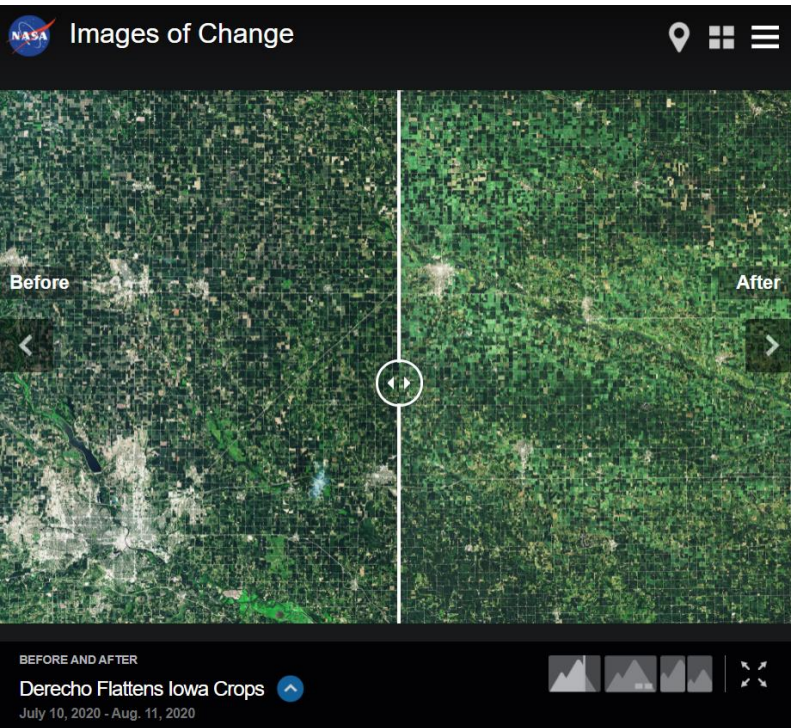 NASA
Images of Change
Before
After
BEFORE AND AFTER
Derecho Flattens Iowa Crops
July 10, 2020 - Aug. 11, 2020